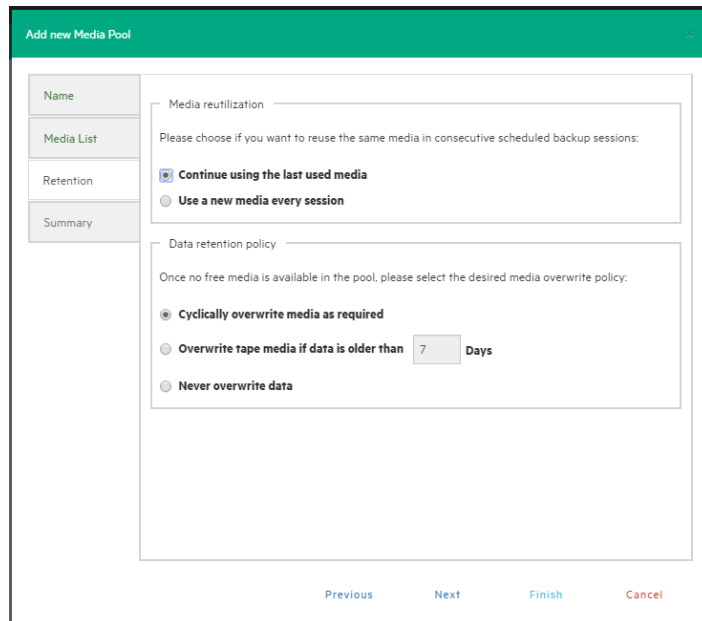 Add new Media Pool
×
Name
Media List
Retention
Summary
Media reutilization
Please choose if you want to reuse the same media in consecutive scheduled backup sessions:
Continue using the last used media
Use a new media every session
Data retention policy
Once no free media is available in the pool, please select the desired media overwrite policy:
Cyclically overwrite media as required
Overwrite tape media if data is older than 7 Days
Never overwrite data
Previous Next Finish Cancel